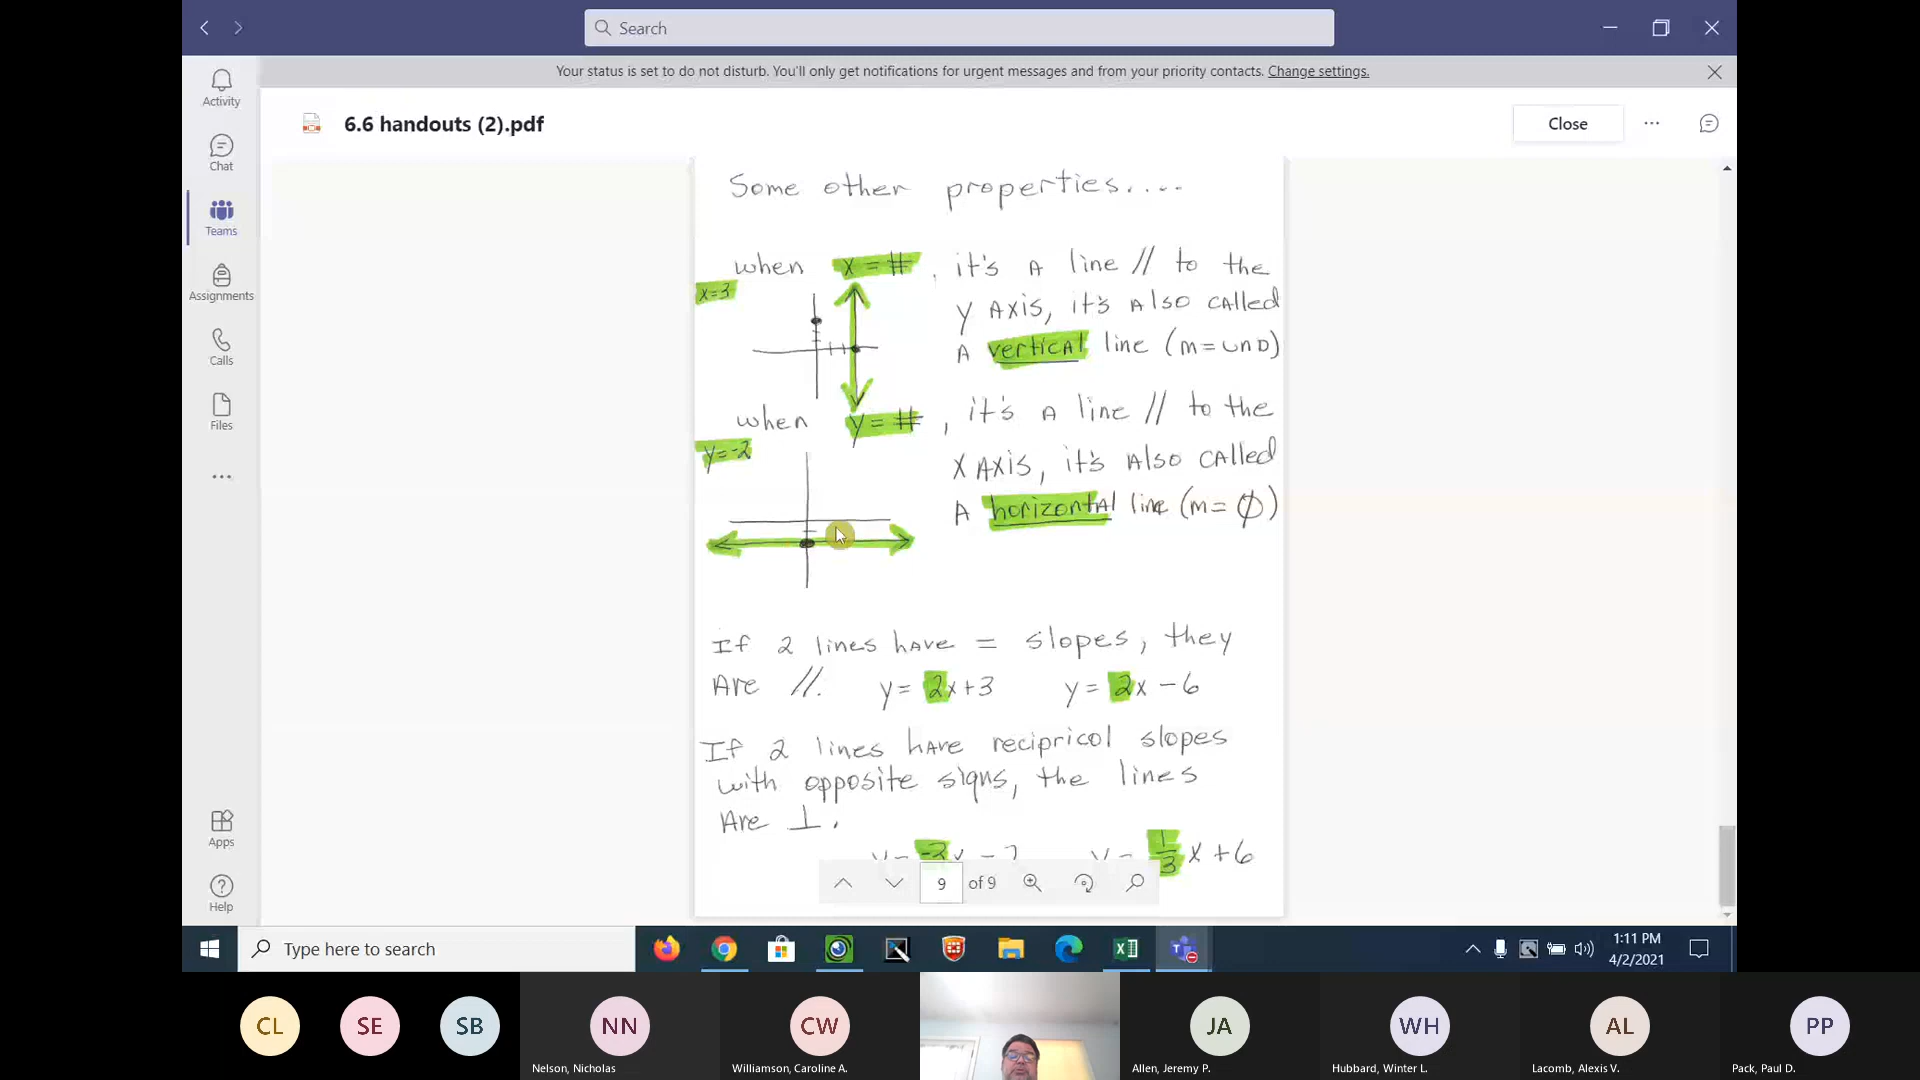 Search
Your status is set to do not disturb. You'll only get notifications for urgent messages and from your priority contacts. Change settings.
Activity
Chat
Teams
Assignments
Calls
Files
Apps
Help
6.6 handouts (2).pdf
Close
Some other properties....
when x = #, it's A line // to the
x=3
y AXIS, it's Also CAlled
A verticAl line (m = UND)
when y = #, it's A line // to the
y=-2
X AXIS, it's Also CAlled
A horizontAl line (m = ∅)
If 2 lines hAve = slopes, they
Are //. y = 2x+3 y = 2x - 6
If 2 lines hAve recipricol slopes
with opposite signs, the lines
Are ⊥.
1/3 x + 6
9 of 9
Type here to search
1:11 PM
4/2/2021
CL
SE
SB
NN
CW
JA
WH
AL
PP
Nelson, Nicholas
Williamson, Caroline A.
Allen, Jeremy P.
Hubbard, Winter L.
Lacomb, Alexis V.
Pack, Paul D.